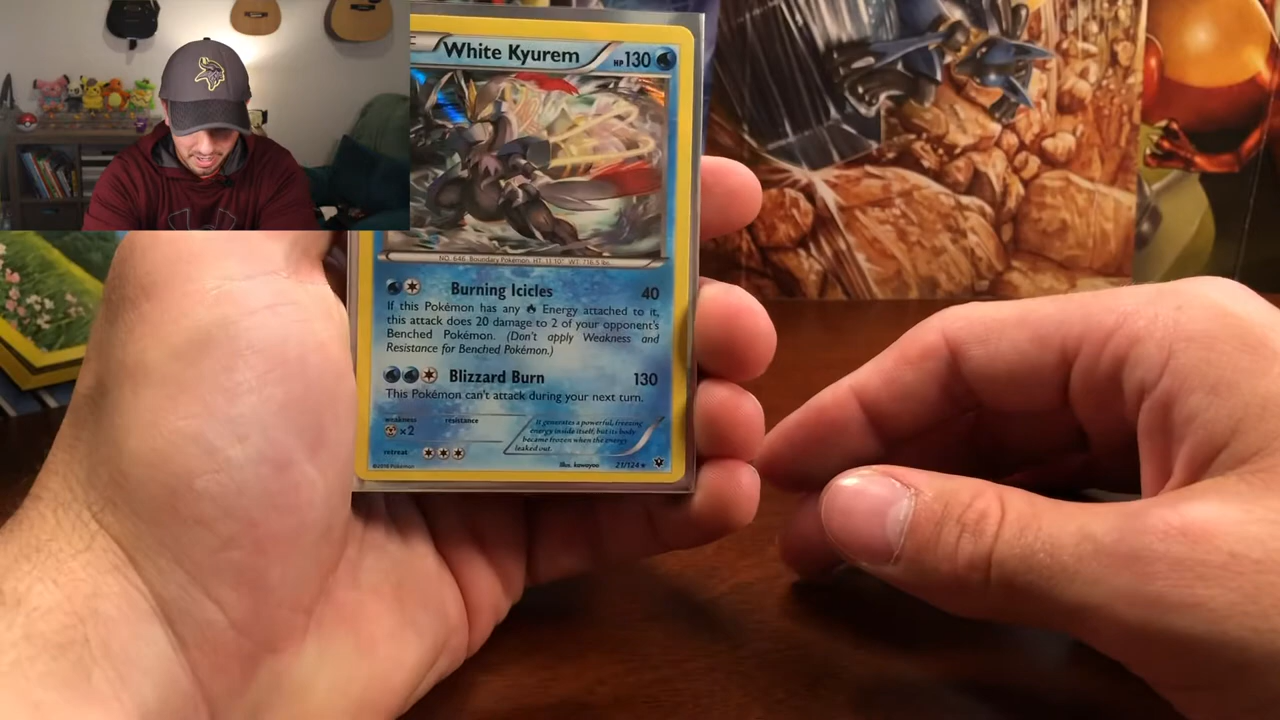 White Kyurem HP 130
NO. 646 Boundary Pokémon. HT. 11'10" WT. 716.5 lbs.
Burning Icicles 40
If this Pokémon has any Energy attached to it,
this attack does 20 damage to 2 of your opponent's
Benched Pokémon. (Don't apply Weakness and
Resistance for Benched Pokémon.)
Blizzard Burn 130
This Pokémon can't attack during your next turn.
weakness resistance
×2
retreat
It generates a powerful, freezing
energy inside itself, but its body
became frozen when the energy
leaked out.
©2016 Pokémon Illus. kawayoo 21/124